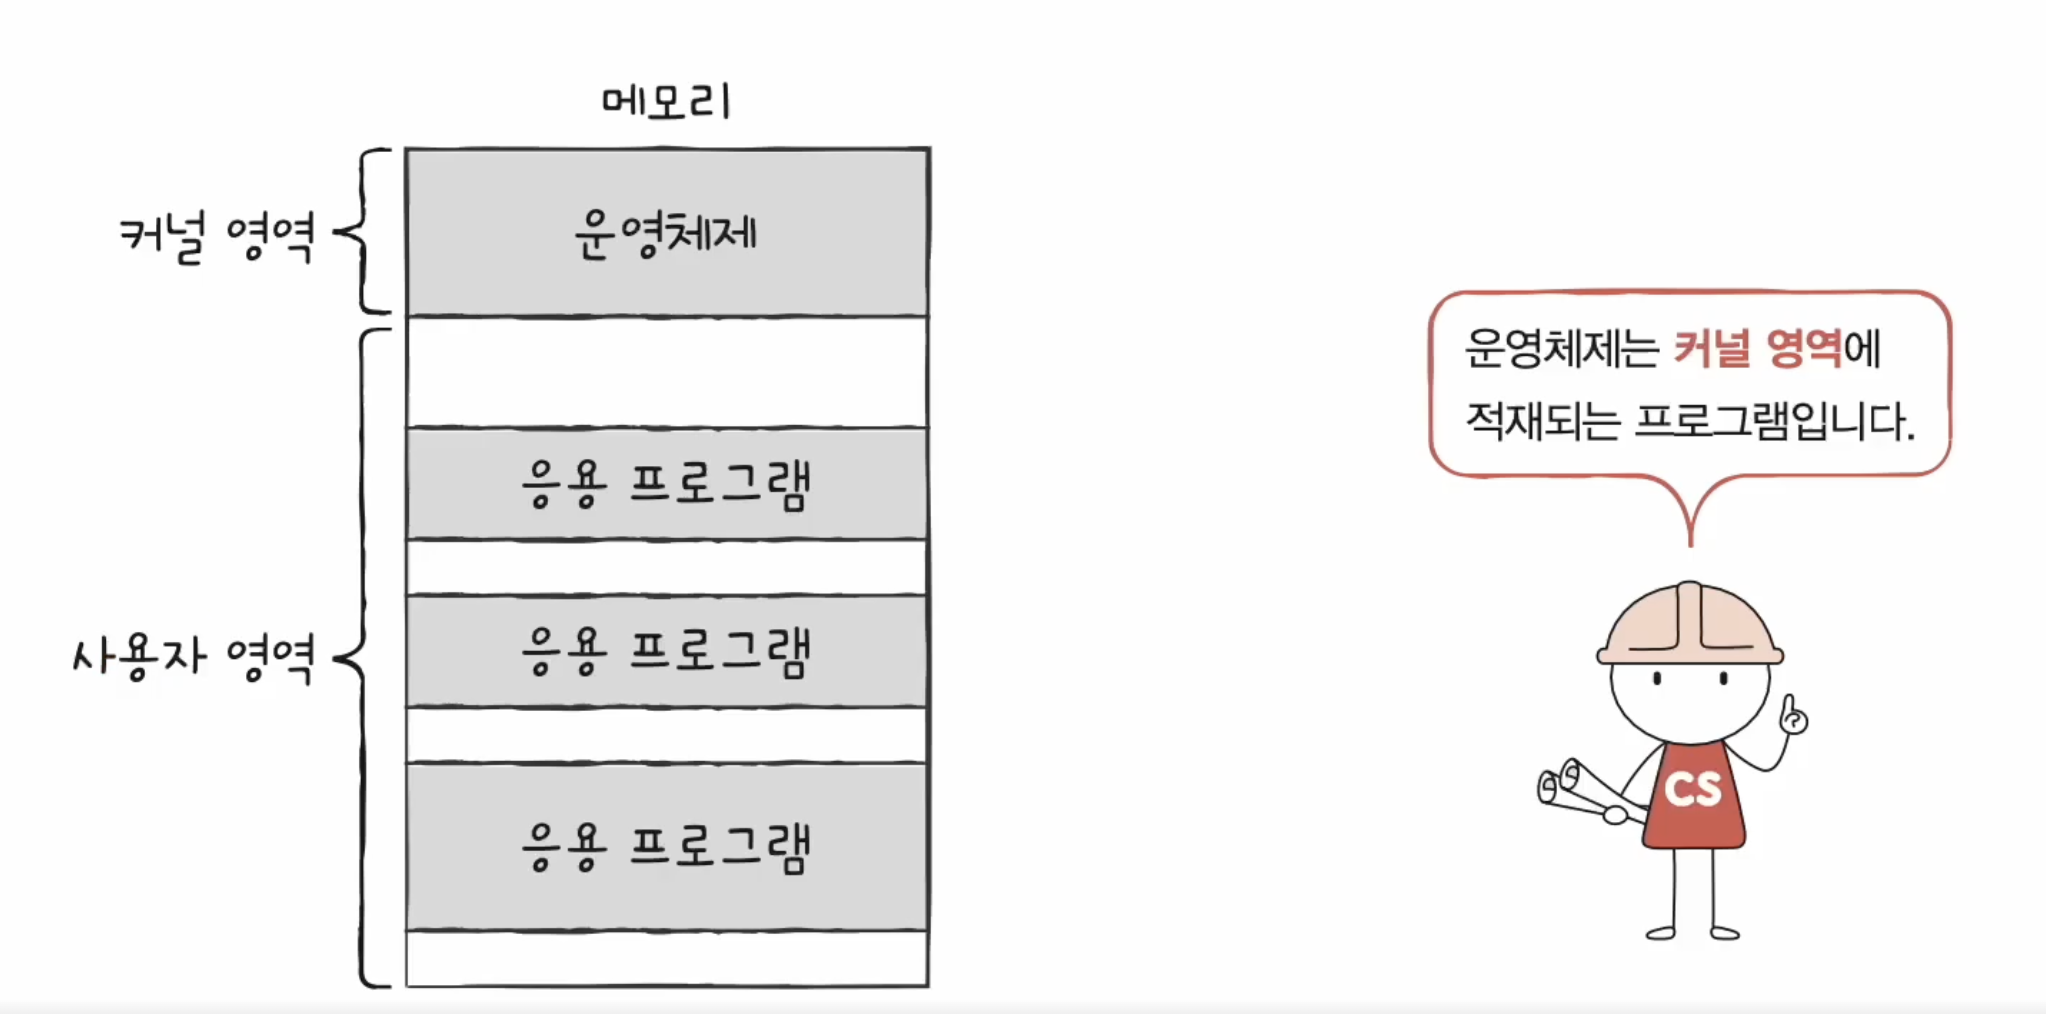 메모리
커널 영역
운영체제
응용 프로그램
사용자 영역
응용 프로그램
응용 프로그램
운영체제는 커널 영역에
적재되는 프로그램입니다.
CS